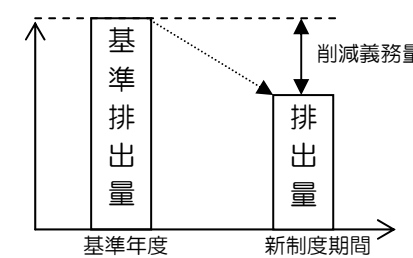 基準排出量
削減義務量
排出量
基準年度
新制度期間